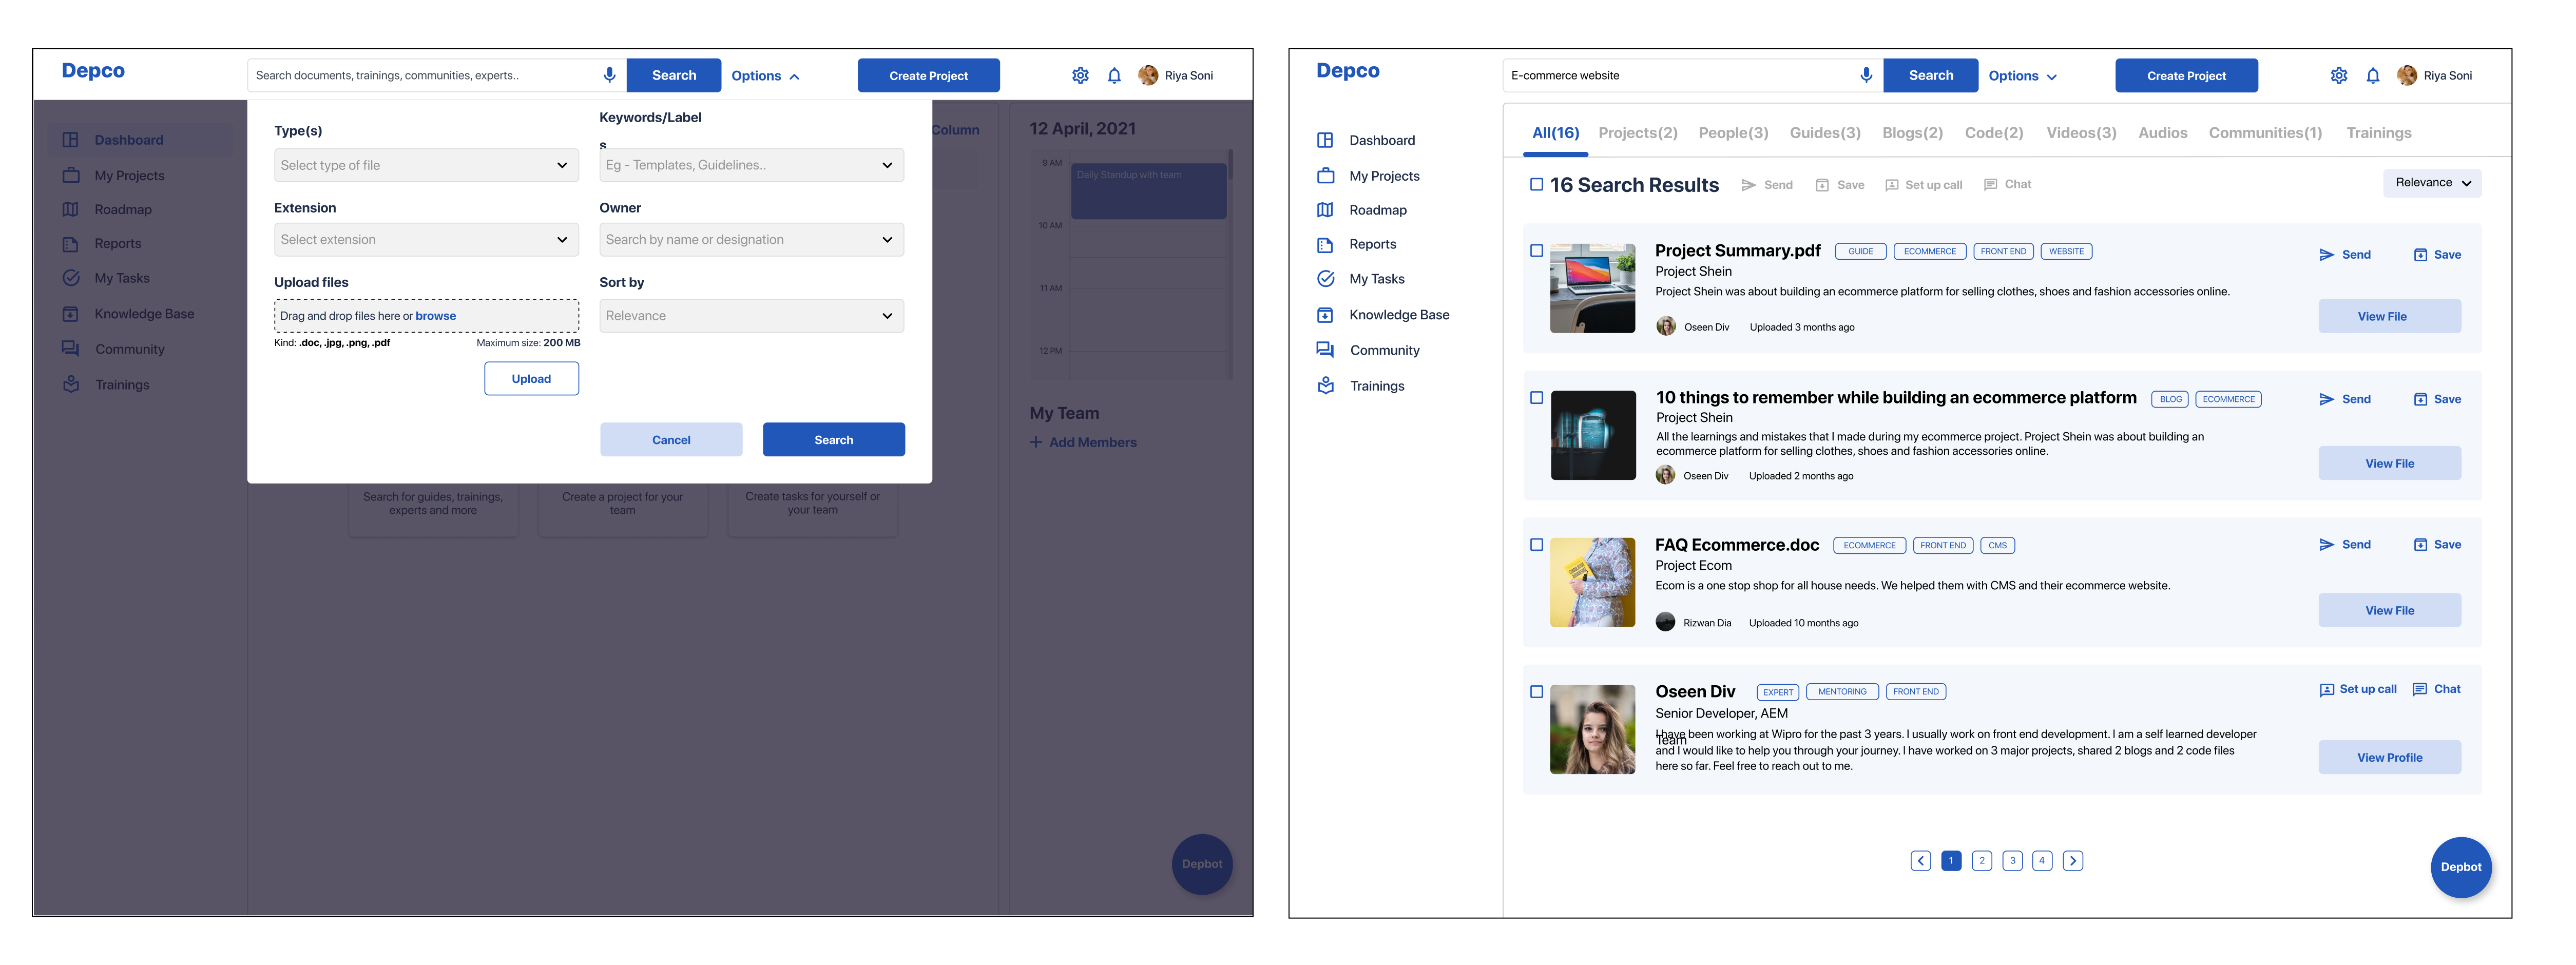 Depco
Search documents, trainings, communities, experts..
Search
Options
Create Project
Riya Soni
Dashboard
My Projects
Roadmap
Reports
My Tasks
Knowledge Base
Community
Trainings
Type(s)
Select type of file
Keywords/Label
s
Eg - Templates, Guidelines..
Extension
Select extension
Owner
Search by name or designation
Upload files
Drag and drop files here or browse
Kind: .doc, .jpg, .png, .pdf
Maximum size: 200 MB
Upload
Sort by
Relevance
Cancel
Search
Column
Search for guides, trainings,
experts and more
Create a project for your
team
Create tasks for yourself or
your team
12 April, 2021
9 AM
Daily Standup with team
10 AM
11 AM
12 PM
My Team
Add Members
Depbot
Depco
E-commerce website
Search
Options
Create Project
Riya Soni
Dashboard
My Projects
Roadmap
Reports
My Tasks
Knowledge Base
Community
Trainings
All(16)
Projects(2)
People(3)
Guides(3)
Blogs(2)
Code(2)
Videos(3)
Audios
Communities(1)
Trainings
16 Search Results
Send
Save
Set up call
Chat
Relevance
Project Summary.pdf
GUIDE
ECOMMERCE
FRONT END
WEBSITE
Send
Save
Project Shein
Project Shein was about building an ecommerce platform for selling clothes, shoes and fashion accessories online.
Oseen Div
Uploaded 3 months ago
View File
10 things to remember while building an ecommerce platform
BLOG
ECOMMERCE
Send
Save
Project Shein
All the learnings and mistakes that I made during my ecommerce project. Project Shein was about building an
ecommerce platform for selling clothes, shoes and fashion accessories online.
Oseen Div
Uploaded 2 months ago
View File
FAQ Ecommerce.doc
ECOMMERCE
FRONT END
CMS
Send
Save
Project Ecom
Ecom is a one stop shop for all house needs. We helped them with CMS and their ecommerce website.
Rizwan Dia
Uploaded 10 months ago
View File
Oseen Div
EXPERT
MENTORING
FRONT END
Set up call
Chat
Senior Developer, AEM
Team
I have been working at Wipro for the past 3 years. I usually work on front end development. I am a self learned developer
and I would like to help you through your journey. I have worked on 3 major projects, shared 2 blogs and 2 code files
here so far. Feel free to reach out to me.
View Profile
1
2
3
4
Depbot